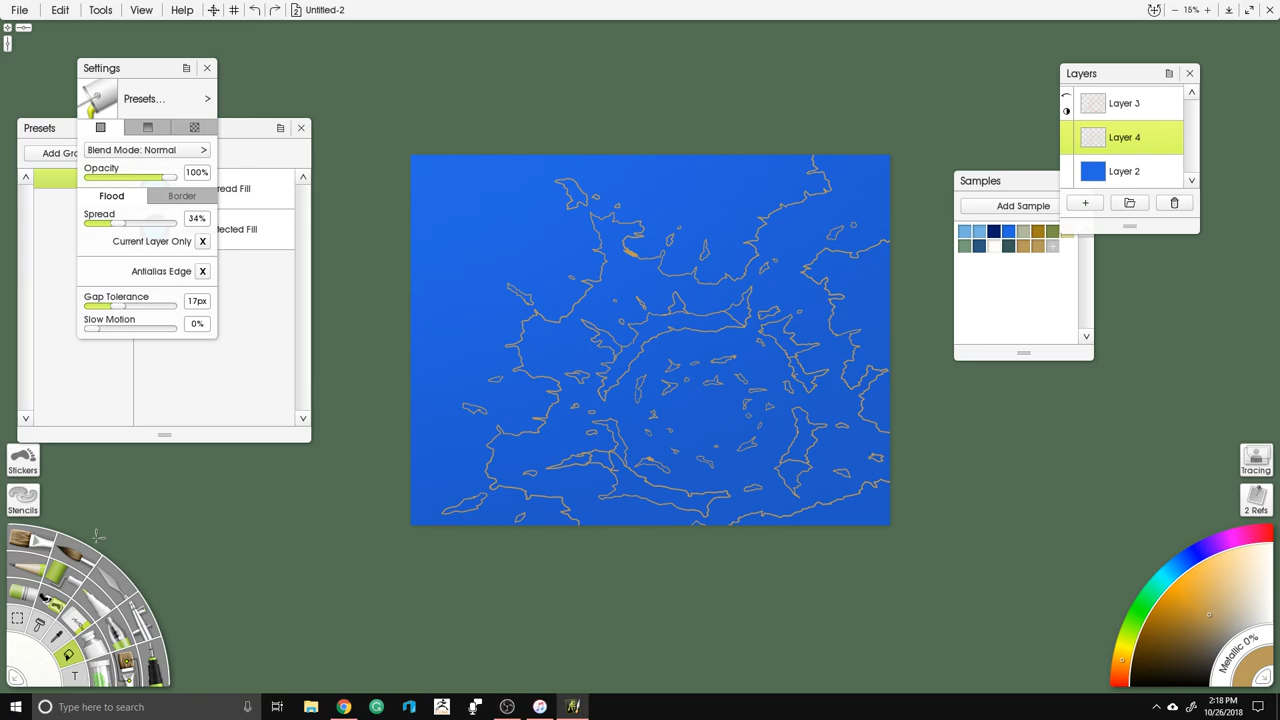 File Edit Tools View Help Untitled-2 15%
Settings
Presets...
Presets
Add Gro
Blend Mode: Normal
Opacity 100%
Flood Border
Spread 34%
Current Layer Only X
Antialias Edge X
Gap Tolerance 17px
Slow Motion 0%
read Fill
tected Fill
Layers
Layer 3
Layer 4
Layer 2
Samples
Add Sample
Stickers
Stencils
Tracing
2 Refs
T
Metallic 0%
Type here to search
2:18 PM
10/26/2018